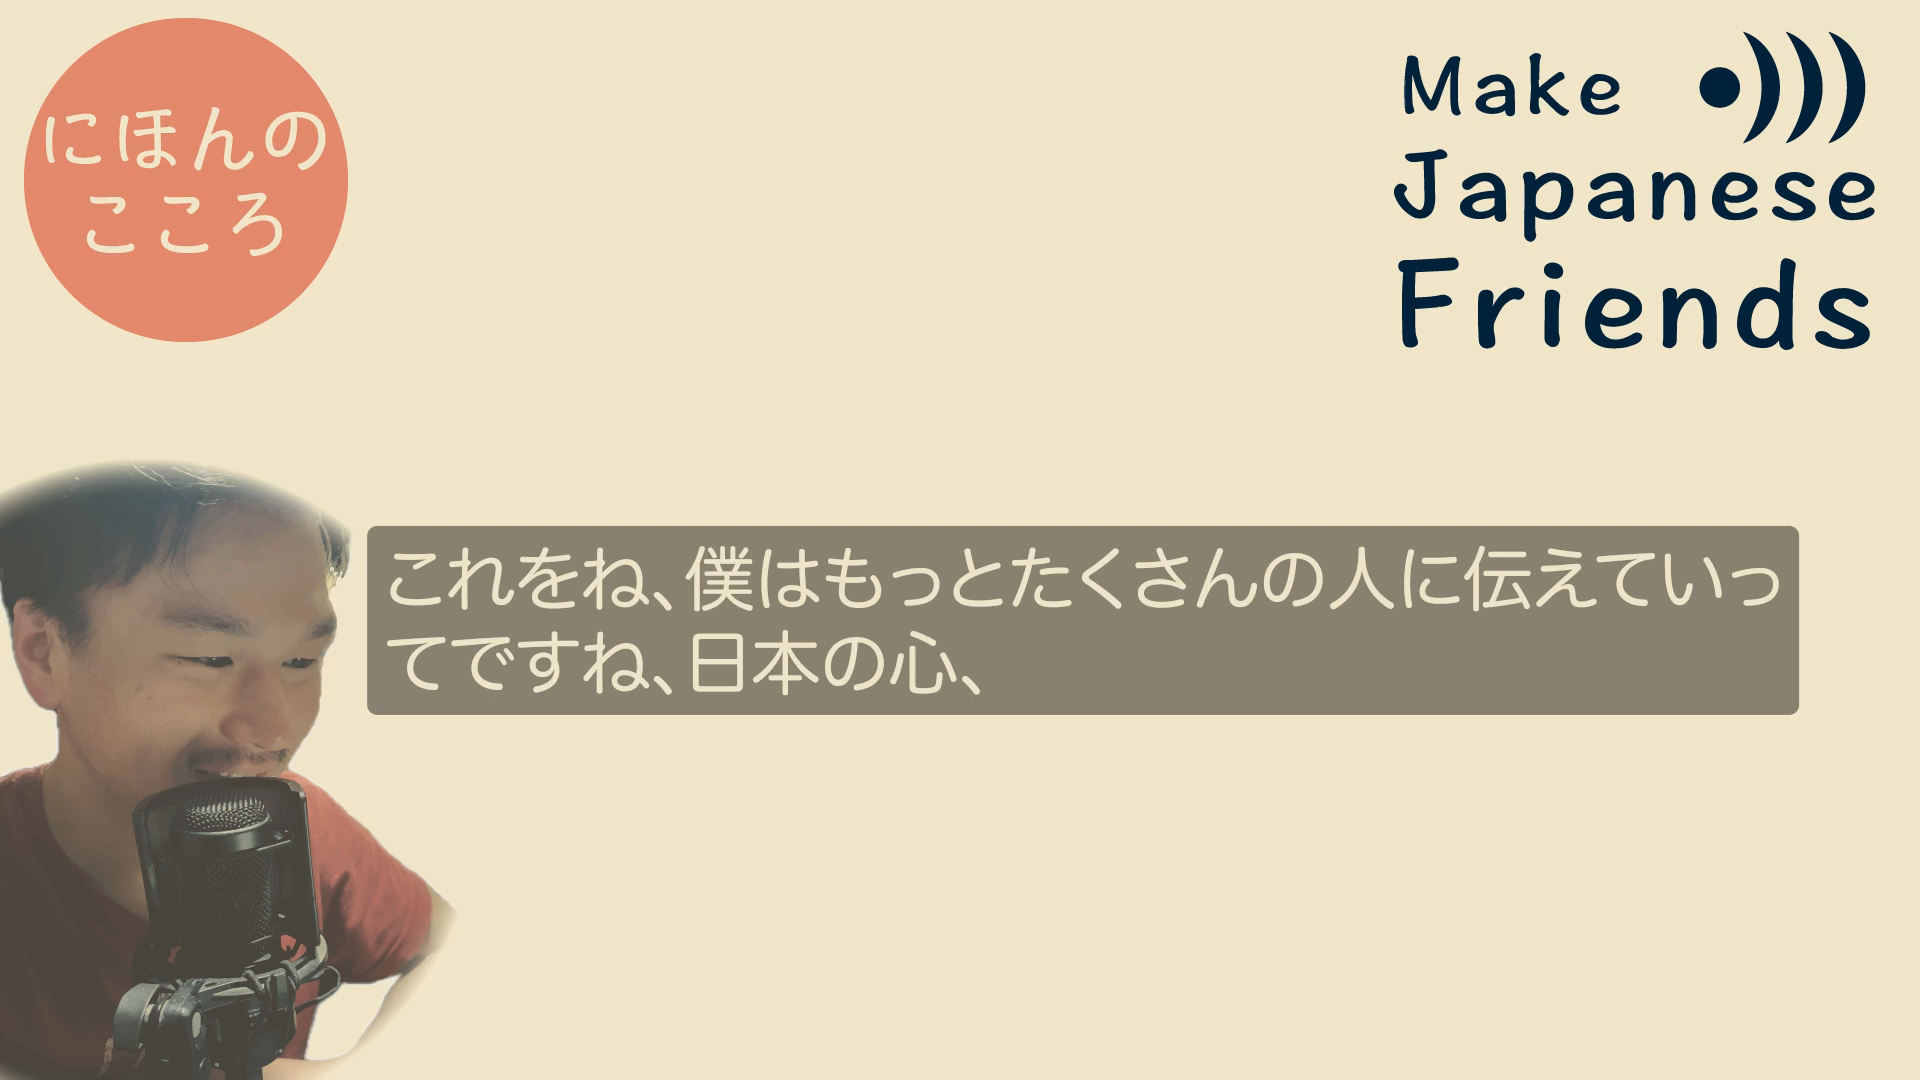 にほんの
こころ
Make
Japanese
Friends
これをね、僕はもっとたくさんの人に伝えていっ
てですね、日本の心、